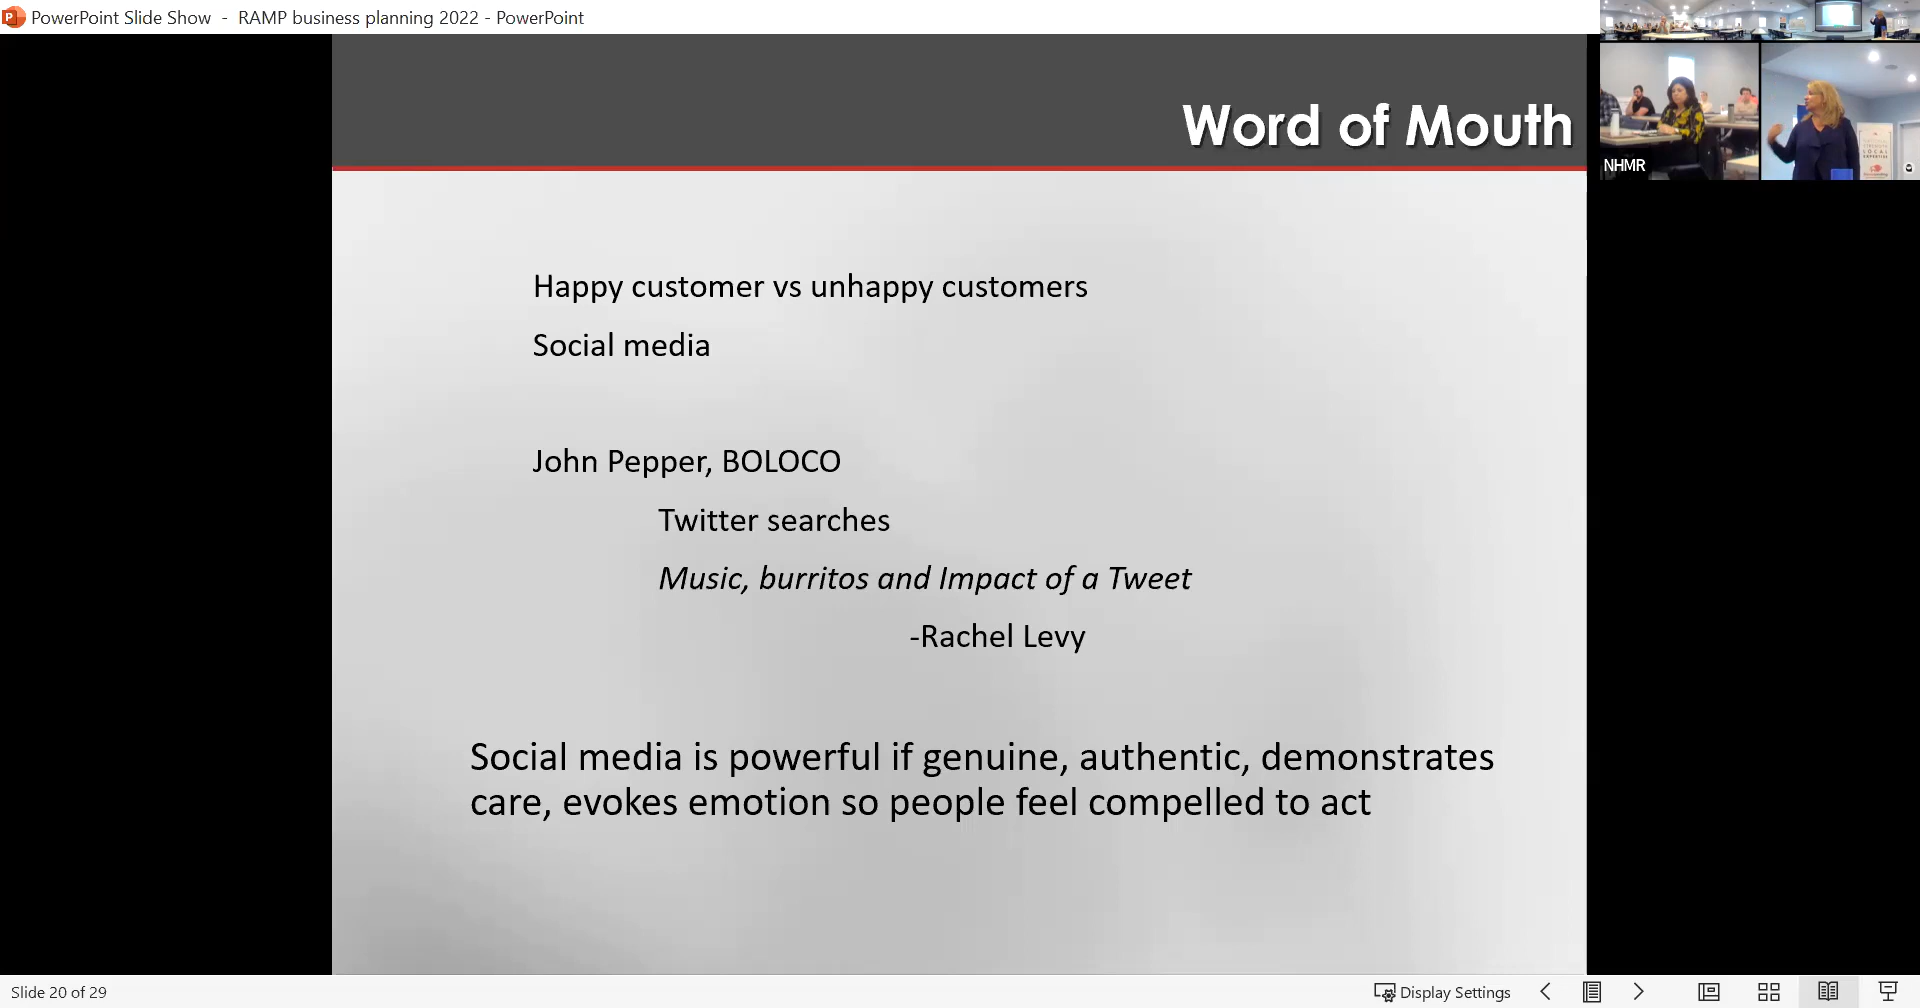 PowerPoint Slide Show - RAMP business planning 2022 - PowerPoint
Word of Mouth
NHMR
Happy customer vs unhappy customers
Social media
John Pepper, BOLOCO
Twitter searches
Music, burritos and Impact of a Tweet
-Rachel Levy
Social media is powerful if genuine, authentic, demonstrates
care, evokes emotion so people feel compelled to act
Slide 20 of 29
Display Settings